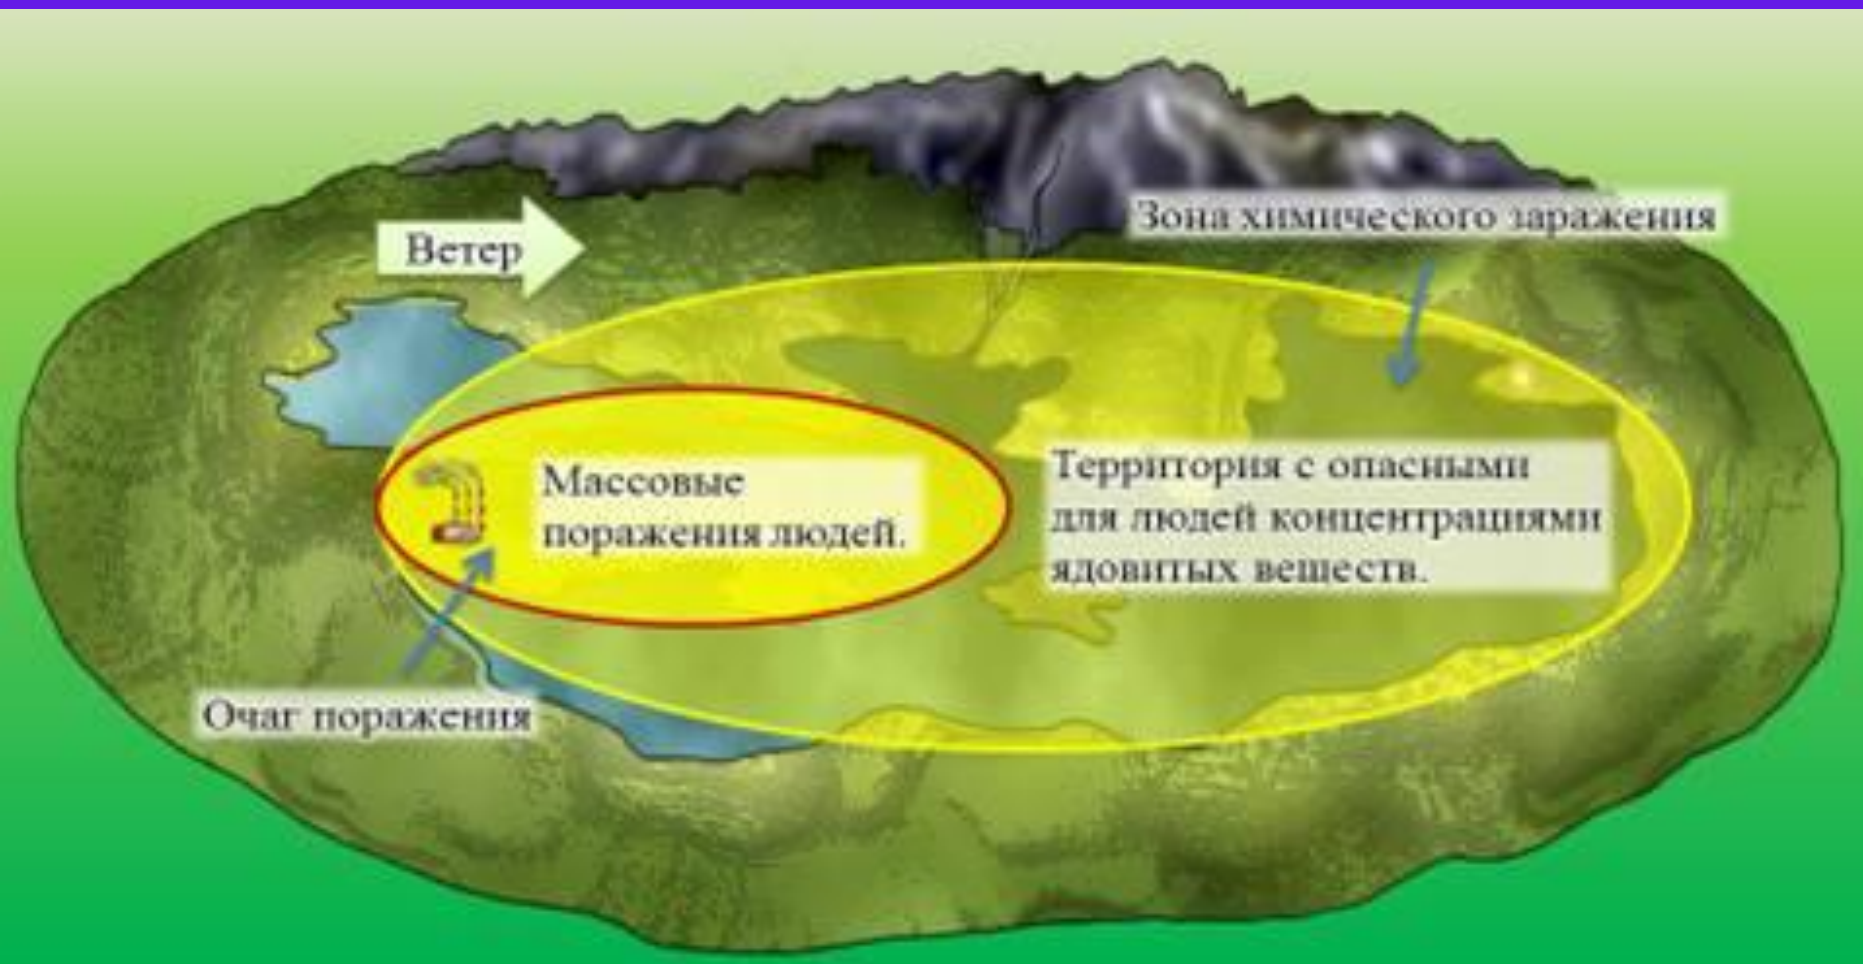 Ветер
Зона химического заражения
Массовые
поражения людей.
Территория с опасными
для людей концентрациями
ядовитых веществ.
Очаг поражения